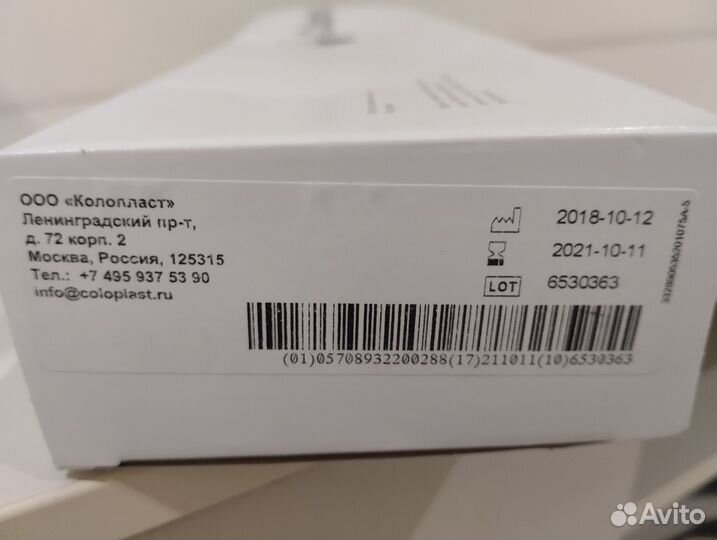 ООО «Колопласт»
Ленинградский пр-т,
д. 72 корп. 2
Москва, Россия, 125315
Тел.: +7 495 937 53 90
info@coloplast.ru
2018-10-12
2021-10-11
LOT 6530363
(01)05708932200288(17)211011(10)6530363
Avito